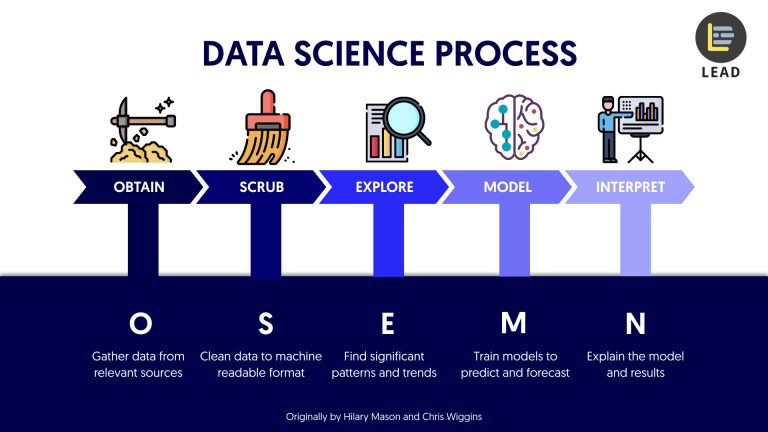 LEAD
DATA SCIENCE PROCESS
OBTAIN
SCRUB
EXPLORE
MODEL
INTERPRET
O
S
E
M
N
Gather data from
relevant sources
Clean data to machine
readable format
Find significant
patterns and trends
Train models to
predict and forecast
Explain the model
and results
Originally by Hilary Mason and Chris Wiggins